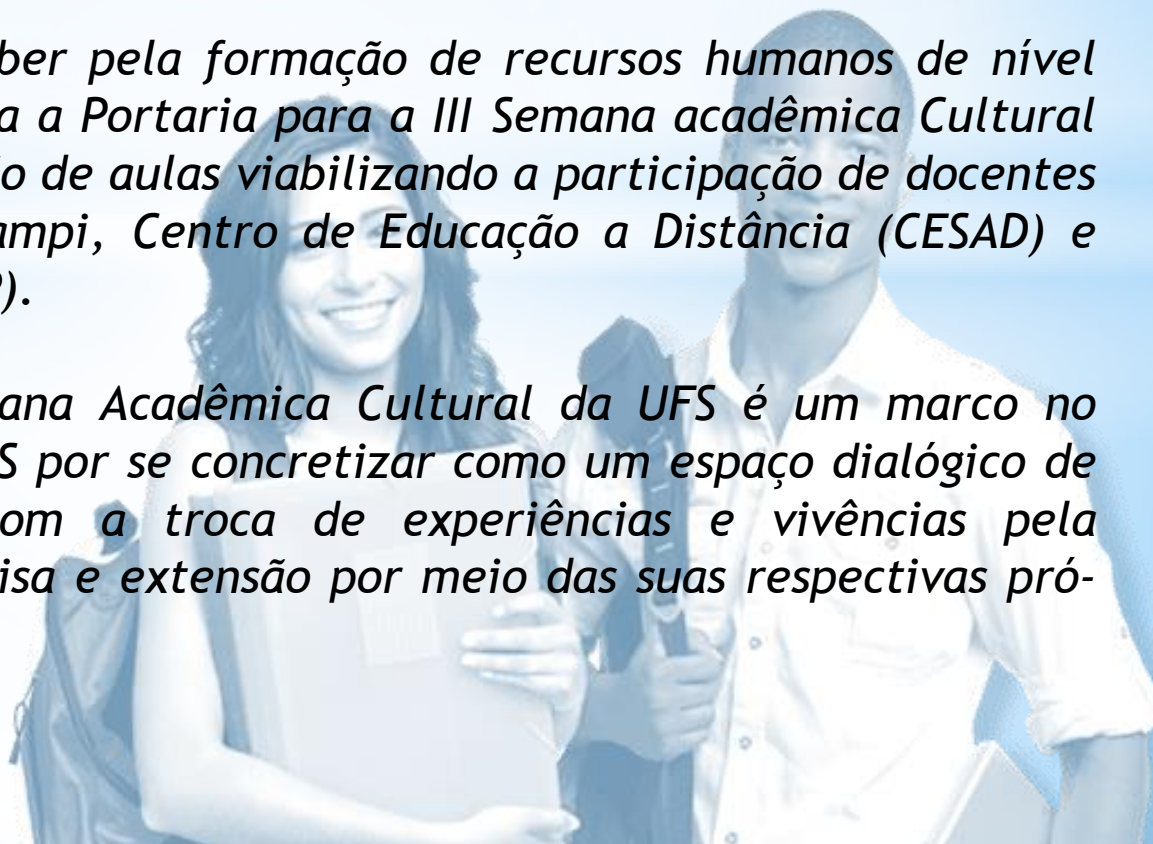 ber pela formação de recursos humanos de nível
a a Portaria para a III Semana acadêmica Cultural
o de aulas viabilizando a participação de docentes
ampi, Centro de Educação a Distância (CESAD) e
).
ana Acadêmica Cultural da UFS é um marco no
S por se concretizar como um espaço dialógico de
om a troca de experiências e vivências pela
isa e extensão por meio das suas respectivas pró-